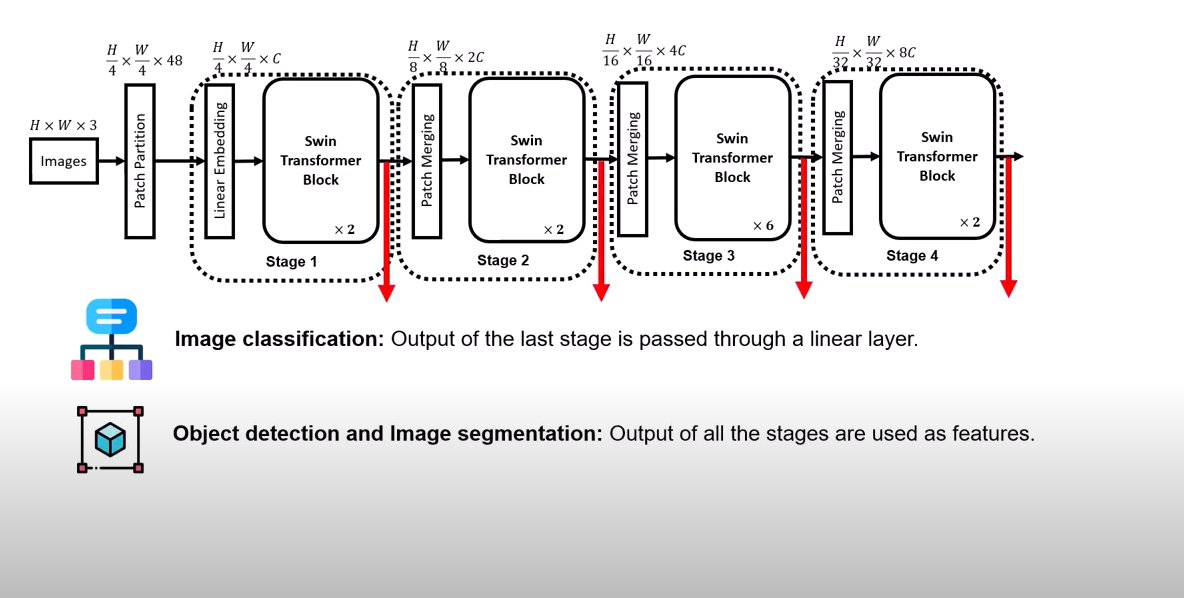 H/4 × W/4 × 48
H/4 × W/4 × C
H/8 × W/8 × 2C
H/16 × W/16 × 4C
H/32 × W/32 × 8C
H × W × 3
Images
Patch Partition
Linear Embedding
Swin
Transformer
Block
× 2
Stage 1
Patch Merging
Swin
Transformer
Block
× 2
Stage 2
Patch Merging
Swin
Transformer
Block
× 6
Stage 3
Patch Merging
Swin
Transformer
Block
× 2
Stage 4
Image classification: Output of the last stage is passed through a linear layer.
Object detection and Image segmentation: Output of all the stages are used as features.